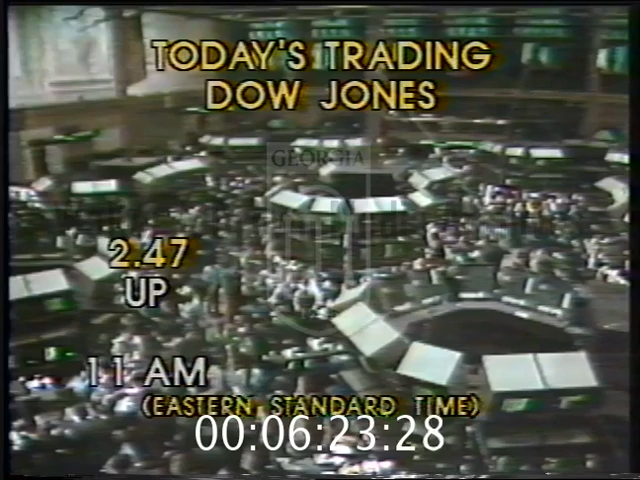 TODAY'S TRADING
DOW JONES
GEORGIA
2.47
UP
11 AM
(EASTERN STANDARD TIME)
00:06:23:28